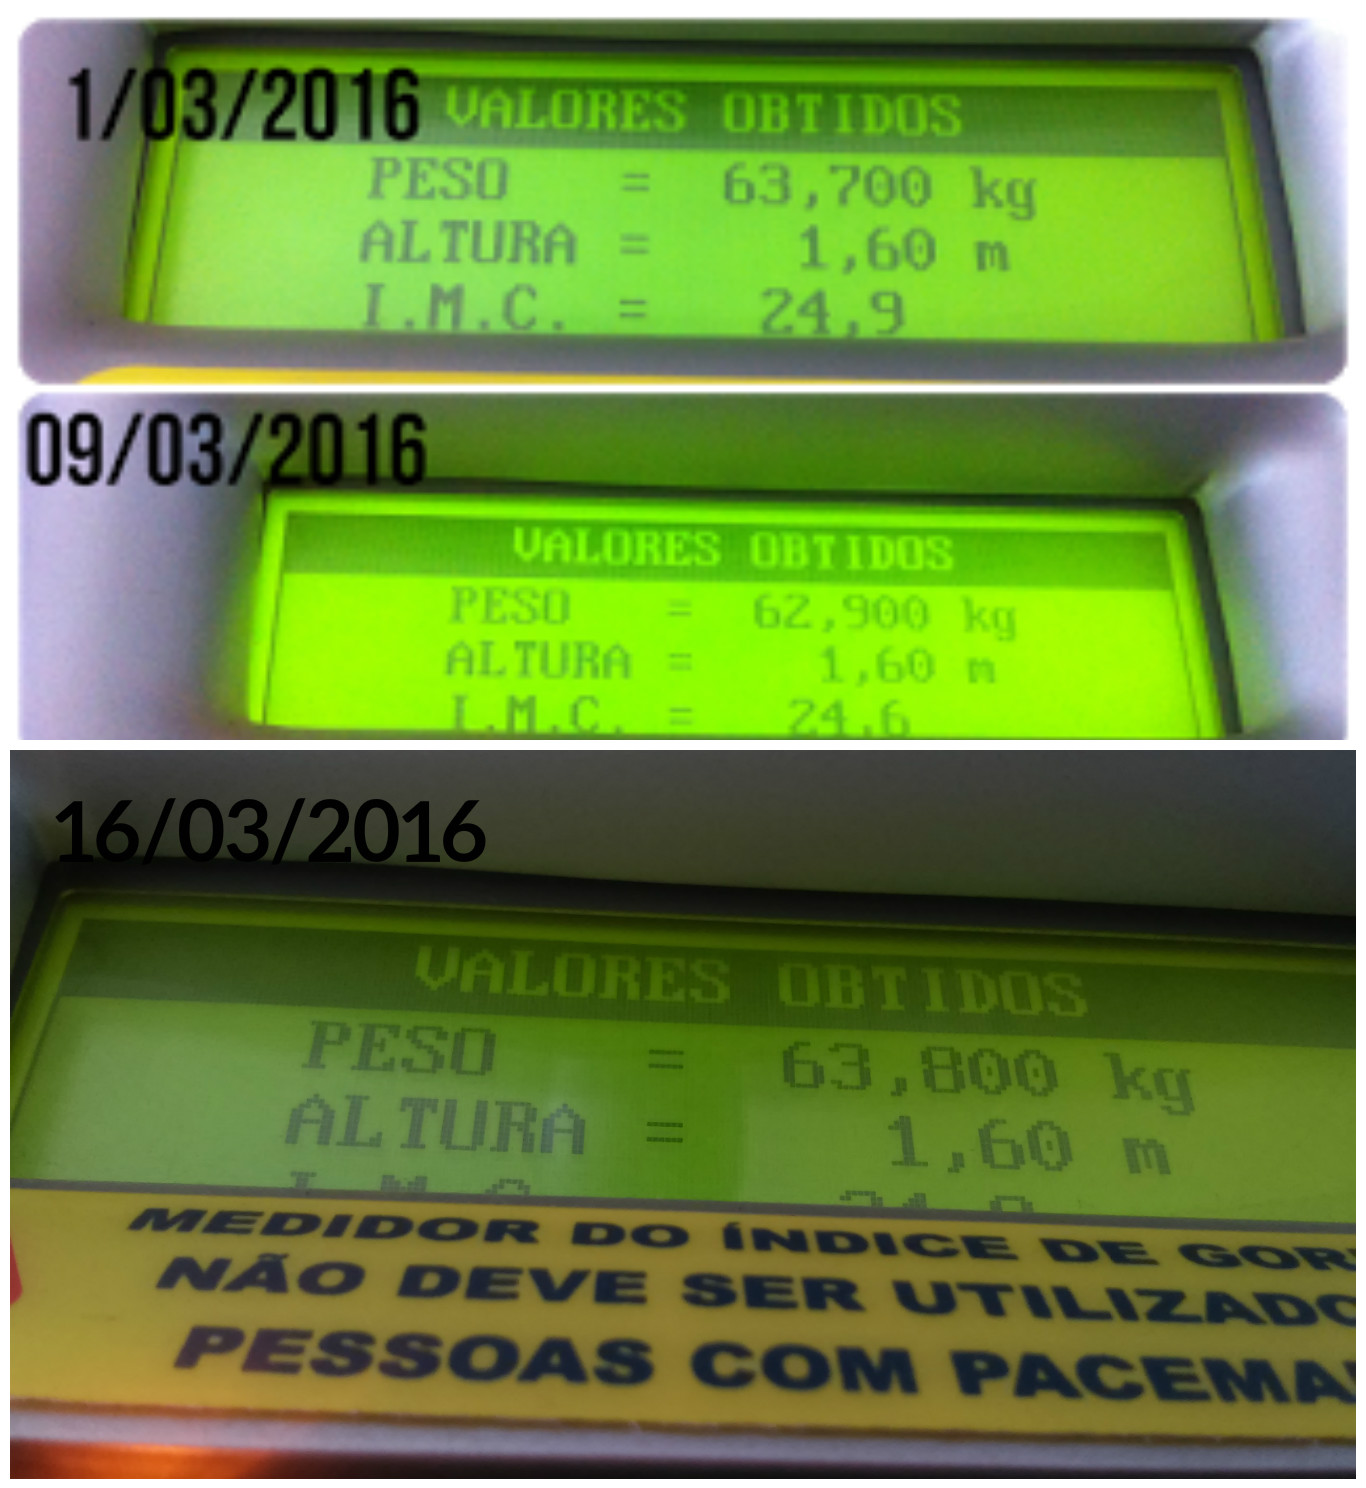 1/03/2016
VALORES OBTIDOS
PESO = 63,700 kg
ALTURA = 1,60 m
I.M.C. = 24,9
09/03/2016
VALORES OBTIDOS
PESO = 62,900 kg
ALTURA = 1,60 m
I.M.C. = 24,6
16/03/2016
VALORES OBTIDOS
PESO = 63,800 kg
ALTURA = 1,60 m
MEDIDOR DO ÍNDICE DE
NÃO DEVE SER
PESSOAS COM